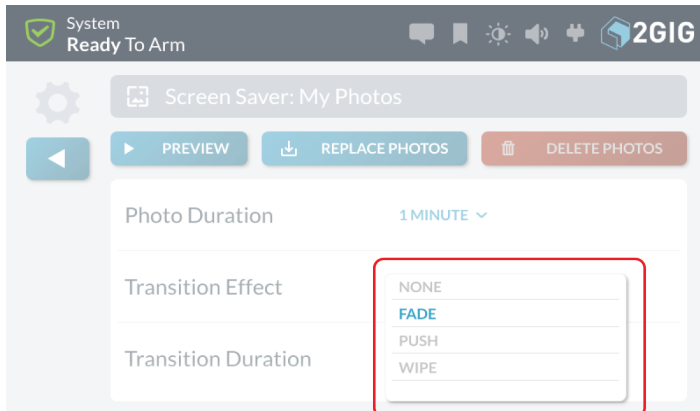 System
Ready To Arm
2GIG
Screen Saver: My Photos
PREVIEW
REPLACE PHOTOS
DELETE PHOTOS
Photo Duration
1 MINUTE
Transition Effect
NONE
FADE
PUSH
WIPE
Transition Duration